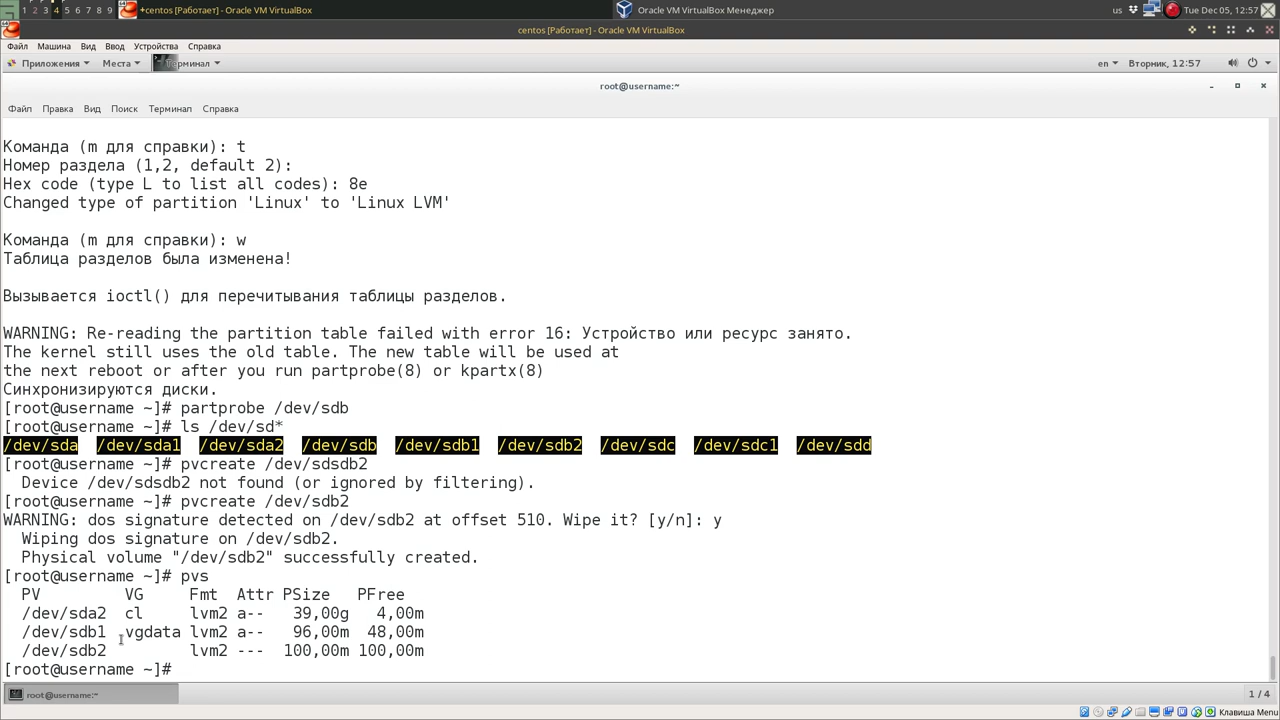 1 2 3 4 5 6 7 8 9 *centos [Работает] - Oracle VM VirtualBox Oracle VM VirtualBox Менеджер us Tue Dec 05, 12:57
centos [Работает] - Oracle VM VirtualBox
Файл Машина Вид Ввод Устройства Справка
Приложения Места Терминал en Вторник, 12:57
root@username:~
Файл Правка Вид Поиск Терминал Справка
Команда (m для справки): t
Номер раздела (1,2, default 2):
Hex code (type L to list all codes): 8e
Changed type of partition 'Linux' to 'Linux LVM'
Команда (m для справки): w
Таблица разделов была изменена!
Вызывается ioctl() для перечитывания таблицы разделов.
WARNING: Re-reading the partition table failed with error 16: Устройство или ресурс занято.
The kernel still uses the old table. The new table will be used at
the next reboot or after you run partprobe(8) or kpartx(8)
Синхронизируются диски.
[root@username ~]# partprobe /dev/sdb
[root@username ~]# ls /dev/sd*
/dev/sda /dev/sda1 /dev/sda2 /dev/sdb /dev/sdb1 /dev/sdb2 /dev/sdc /dev/sdc1 /dev/sdd
[root@username ~]# pvcreate /dev/sdsdb2
Device /dev/sdsdb2 not found (or ignored by filtering).
[root@username ~]# pvcreate /dev/sdb2
WARNING: dos signature detected on /dev/sdb2 at offset 510. Wipe it? [y/n]: y
Wiping dos signature on /dev/sdb2.
Physical volume "/dev/sdb2" successfully created.
[root@username ~]# pvs
PV VG Fmt Attr PSize PFree
/dev/sda2 cl lvm2 a-- 39,00g 4,00m
/dev/sdb1 vgdata lvm2 a-- 96,00m 48,00m
/dev/sdb2 lvm2 --- 100,00m 100,00m
[root@username ~]#
root@username:~ 1 / 4
Клавиша Menu